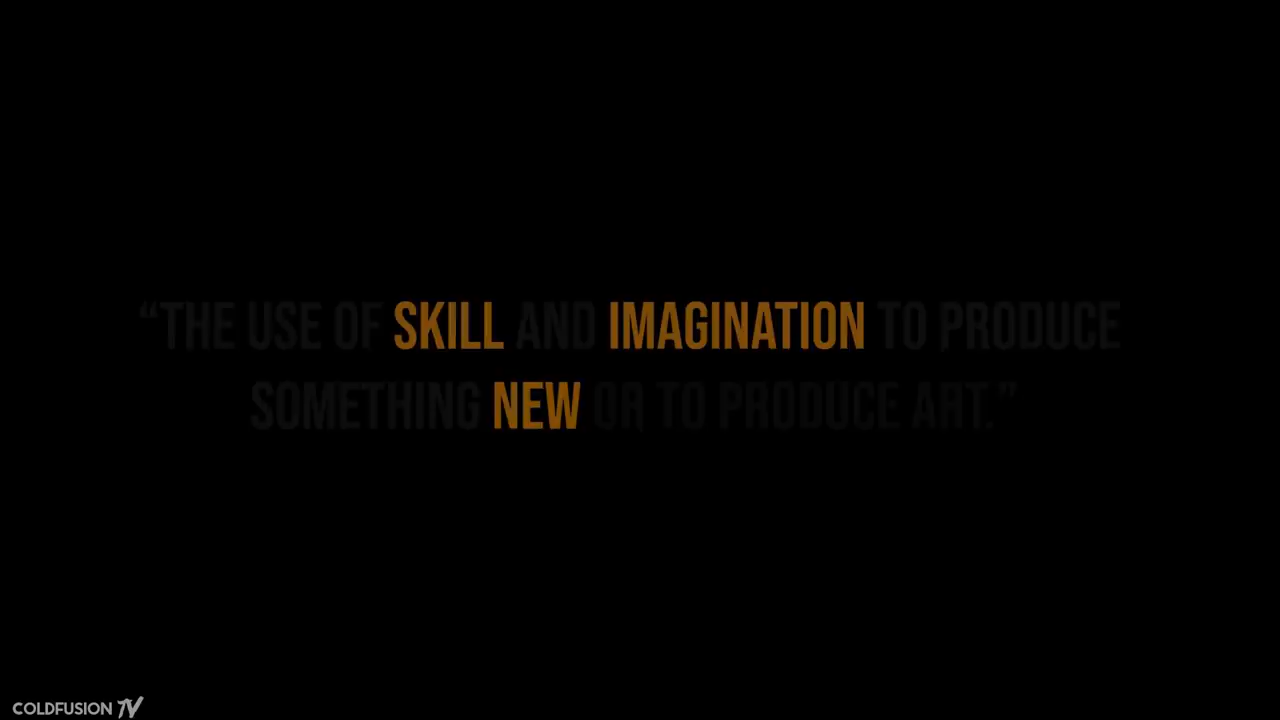 “THE USE OF SKILL AND IMAGINATION TO PRODUCE
SOMETHING NEW OR TO PRODUCE ART.”
COLDFUSION TV